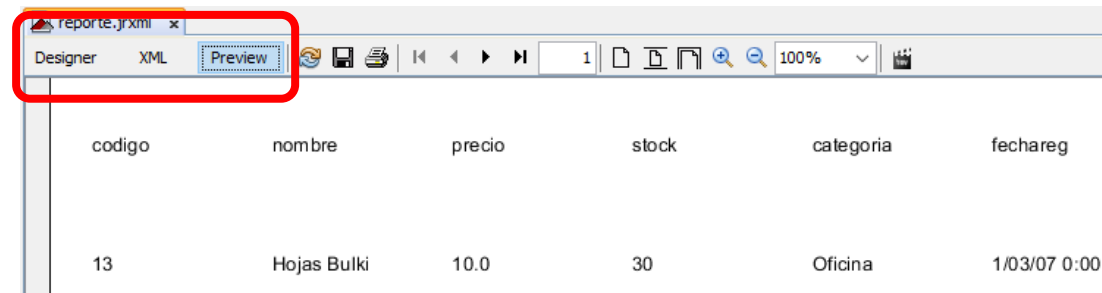 reporte.jrxml x
Designer XML Preview 1 100%
codigo nombre precio stock categoria fechareg
13 Hojas Bulki 10.0 30 Oficina 1/03/07 0:00